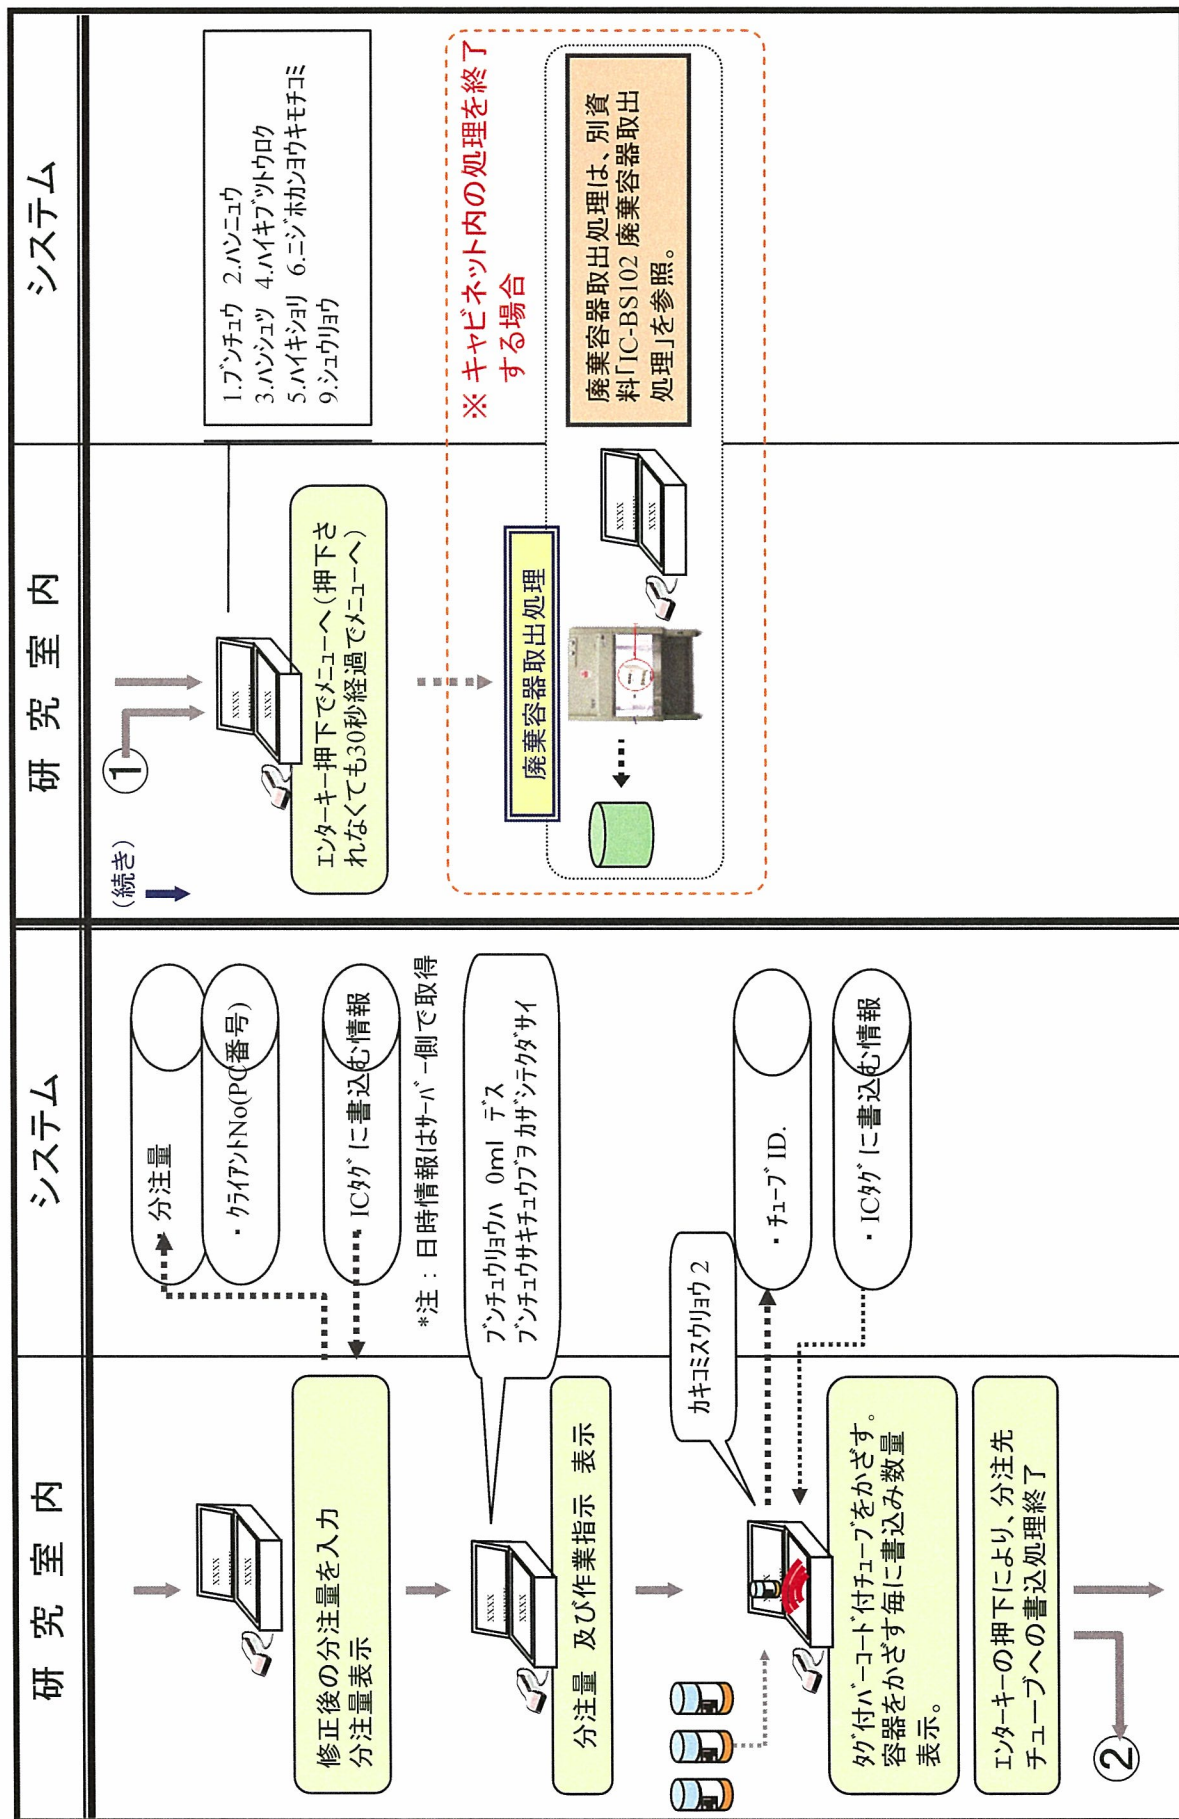 研究室内
システム
修正後の分注量を入力
分注量表示
分注量
・クライアントNo(PC番号)
・ICタグに書込む情報
*注：日時情報はサーバー側で取得
分注量 及び作業指示 表示
ブンチュウリョウハ 0ml デス
ブンチュウサキチュウブヲカザシテクダサイ
カキコミスウリョウ 2
・チューブID.
・ICタグに書込む情報
タグ付バーコード付チューブをかざす。
容器をかざす毎に書込み数量
表示。
エンターキーの押下により、分注先
チューブへの書込処理終了
②
研究室内
システム
(続き)
①
XXXX
XXXX
エンターキー押下でメニューへ(押下さ
れなくても30秒経過でメニューへ)
1.ブンチュウ 2.ハンニュウ
3.ハンシュツ 4.ハイキブツトウロク
5.ハイキショリ 6.ニジホカンヨウキモチコミ
9.シュウリョウ
※ キャビネット内の処理を終了
する場合
廃棄容器取出処理
XXXX
XXXX
廃棄容器取出処理は、別資
料「IC-BS102 廃棄容器取出
処理」を参照。